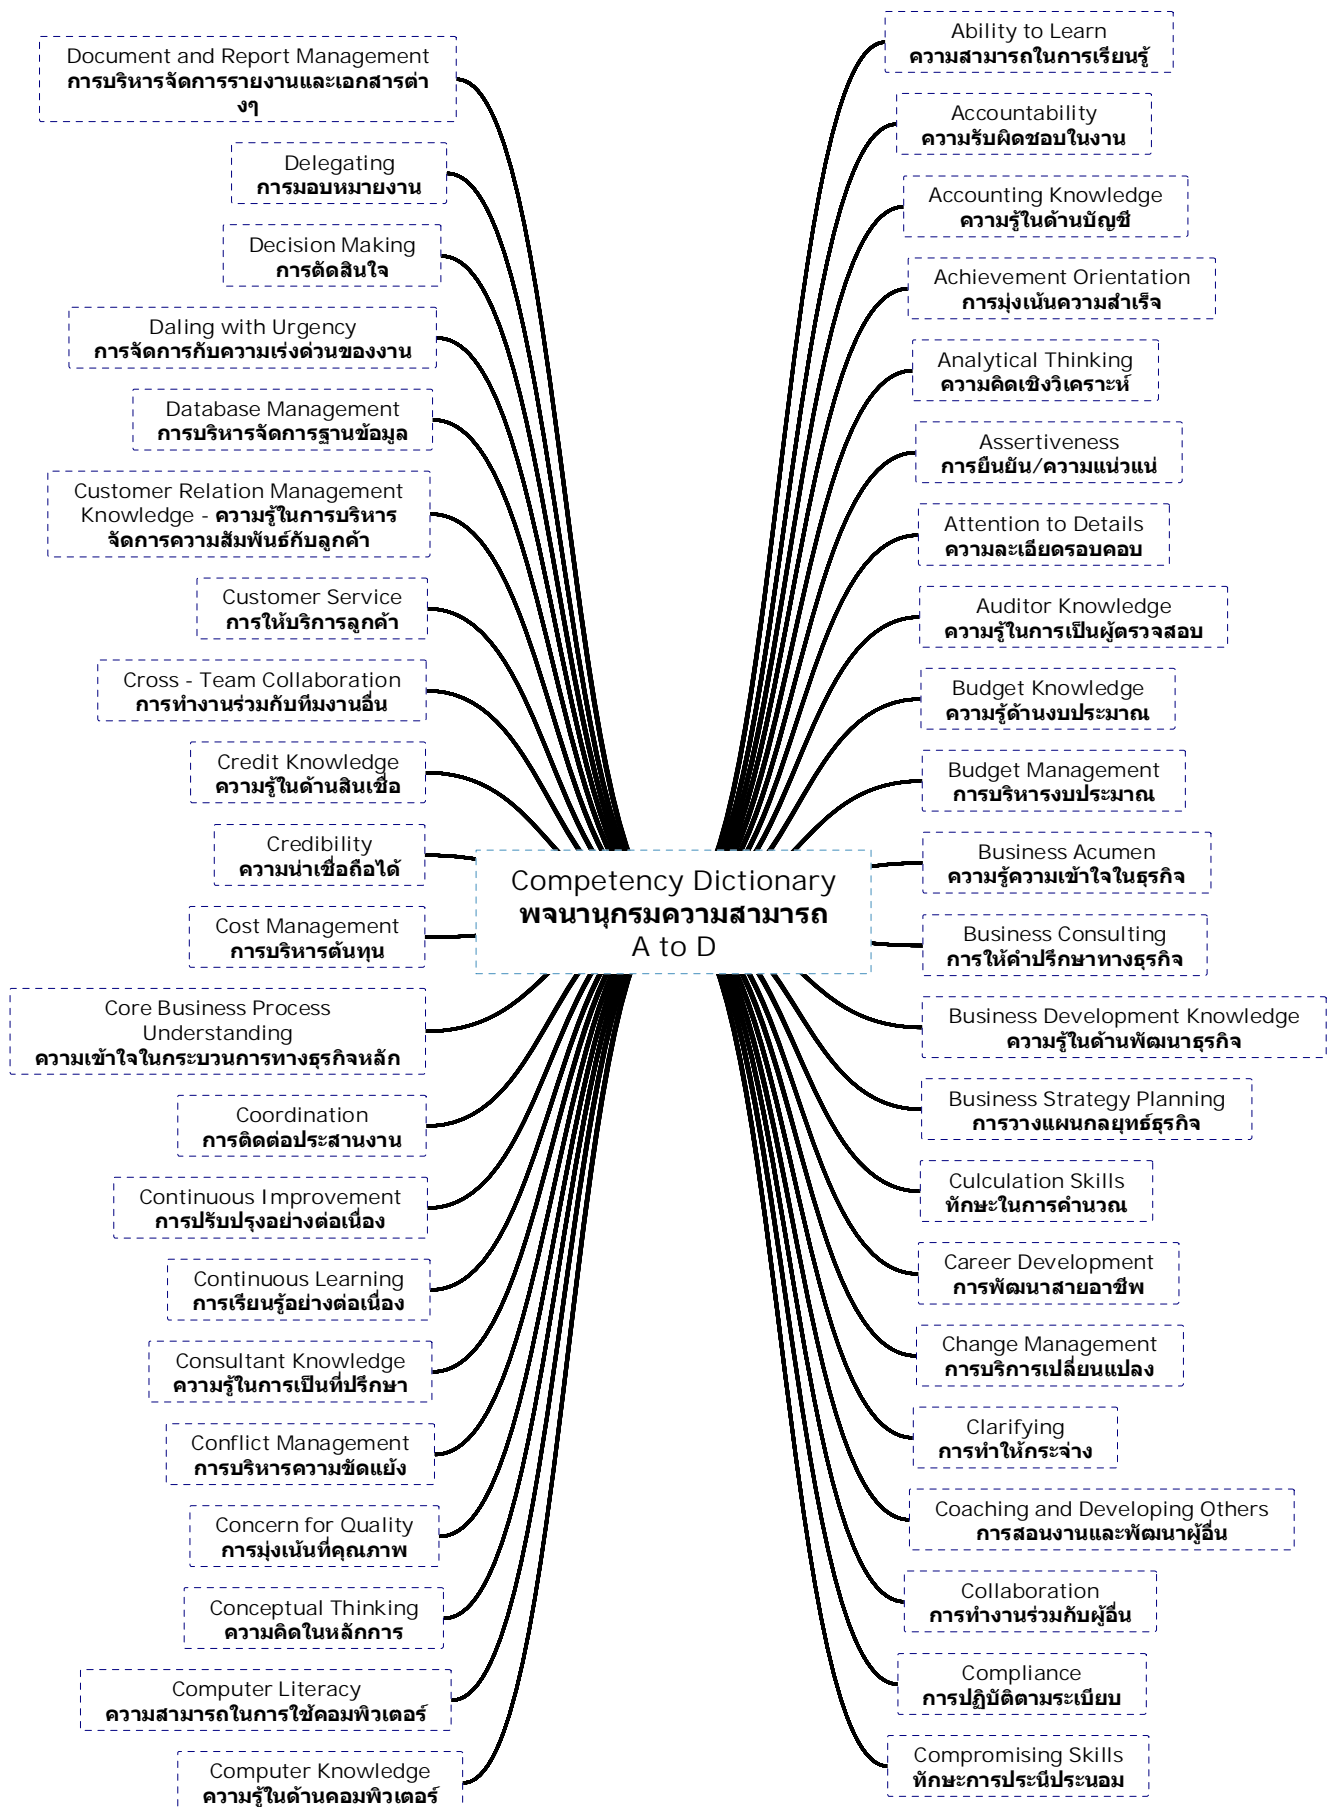 Competency Dictionary
พจนานุกรมความสามารถ
A to D
Ability to Learn
ความสามารถในการเรียนรู้
Accountability
ความรับผิดชอบในงาน
Accounting Knowledge
ความรู้ในด้านบัญชี
Achievement Orientation
การมุ่งเน้นความสำเร็จ
Analytical Thinking
ความคิดเชิงวิเคราะห์
Assertiveness
การยืนยัน/ความแน่วแน่
Attention to Details
ความละเอียดรอบคอบ
Auditor Knowledge
ความรู้ในการเป็นผู้ตรวจสอบ
Budget Knowledge
ความรู้ด้านงบประมาณ
Budget Management
การบริหารงบประมาณ
Business Acumen
ความรู้ความเข้าใจในธุรกิจ
Business Consulting
การให้คำปรึกษาทางธุรกิจ
Business Development Knowledge
ความรู้ในด้านพัฒนาธุรกิจ
Business Strategy Planning
การวางแผนกลยุทธ์ธุรกิจ
Culculation Skills
ทักษะในการคำนวณ
Career Development
การพัฒนาสายอาชีพ
Change Management
การบริการเปลี่ยนแปลง
Clarifying
การทำให้กระจ่าง
Coaching and Developing Others
การสอนงานและพัฒนาผู้อื่น
Collaboration
การทำงานร่วมกับผู้อื่น
Compliance
การปฏิบัติตามระเบียบ
Compromising Skills
ทักษะการประนีประนอม
Document and Report Management
การบริหารจัดการรายงานและเอกสารต่า
งๆ
Delegating
การมอบหมายงาน
Decision Making
การตัดสินใจ
Daling with Urgency
การจัดการกับความเร่งด่วนของงาน
Database Management
การบริหารจัดการฐานข้อมูล
Customer Relation Management
Knowledge - ความรู้ในการบริหาร
จัดการความสัมพันธ์กับลูกค้า
Customer Service
การให้บริการลูกค้า
Cross - Team Collaboration
การทำงานร่วมกับทีมงานอื่น
Credit Knowledge
ความรู้ในด้านสินเชื่อ
Credibility
ความน่าเชื่อถือได้
Cost Management
การบริหารต้นทุน
Core Business Process
Understanding
ความเข้าใจในกระบวนการทางธุรกิจหลัก
Coordination
การติดต่อประสานงาน
Continuous Improvement
การปรับปรุงอย่างต่อเนื่อง
Continuous Learning
การเรียนรู้อย่างต่อเนื่อง
Consultant Knowledge
ความรู้ในการเป็นที่ปรึกษา
Conflict Management
การบริหารความขัดแย้ง
Concern for Quality
การมุ่งเน้นที่คุณภาพ
Conceptual Thinking
ความคิดในหลักการ
Computer Literacy
ความสามารถในการใช้คอมพิวเตอร์
Computer Knowledge
ความรู้ในด้านคอมพิวเตอร์